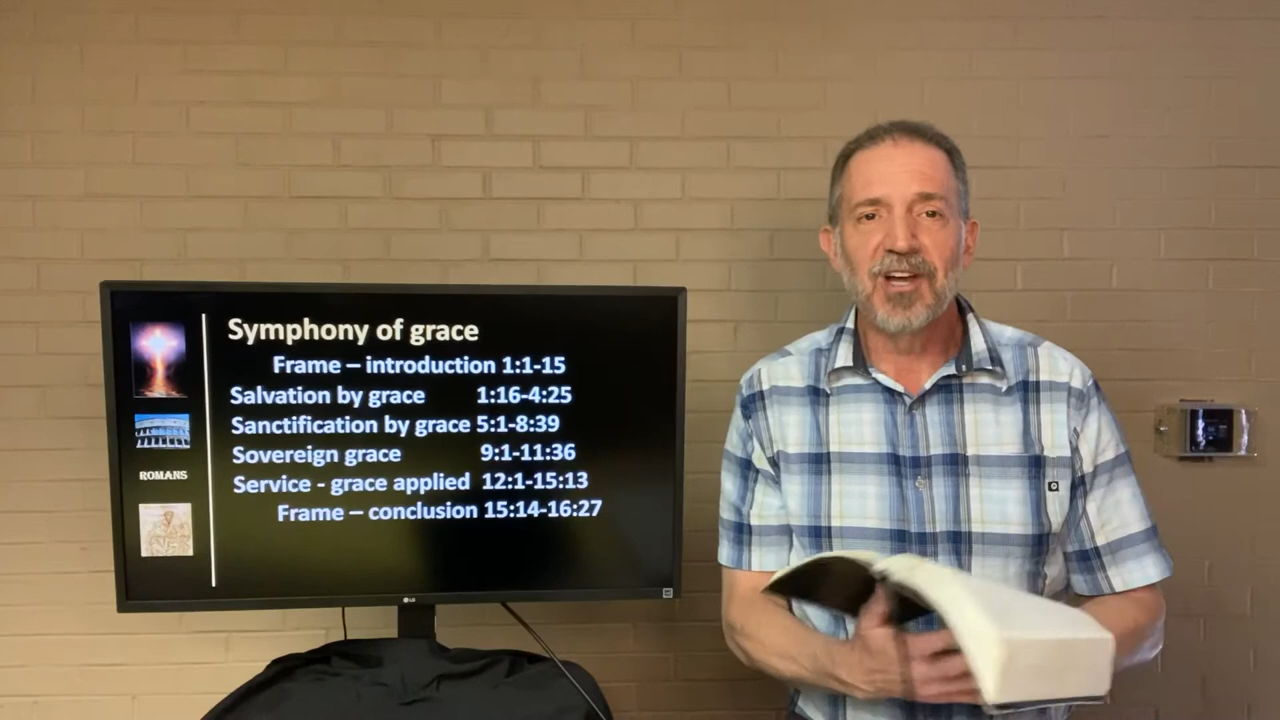 Symphony of grace
Frame – introduction 1:1-15
Salvation by grace 1:16-4:25
Sanctification by grace 5:1-8:39
Sovereign grace 9:1-11:36
Service - grace applied 12:1-15:13
Frame – conclusion 15:14-16:27
ROMANS
LG